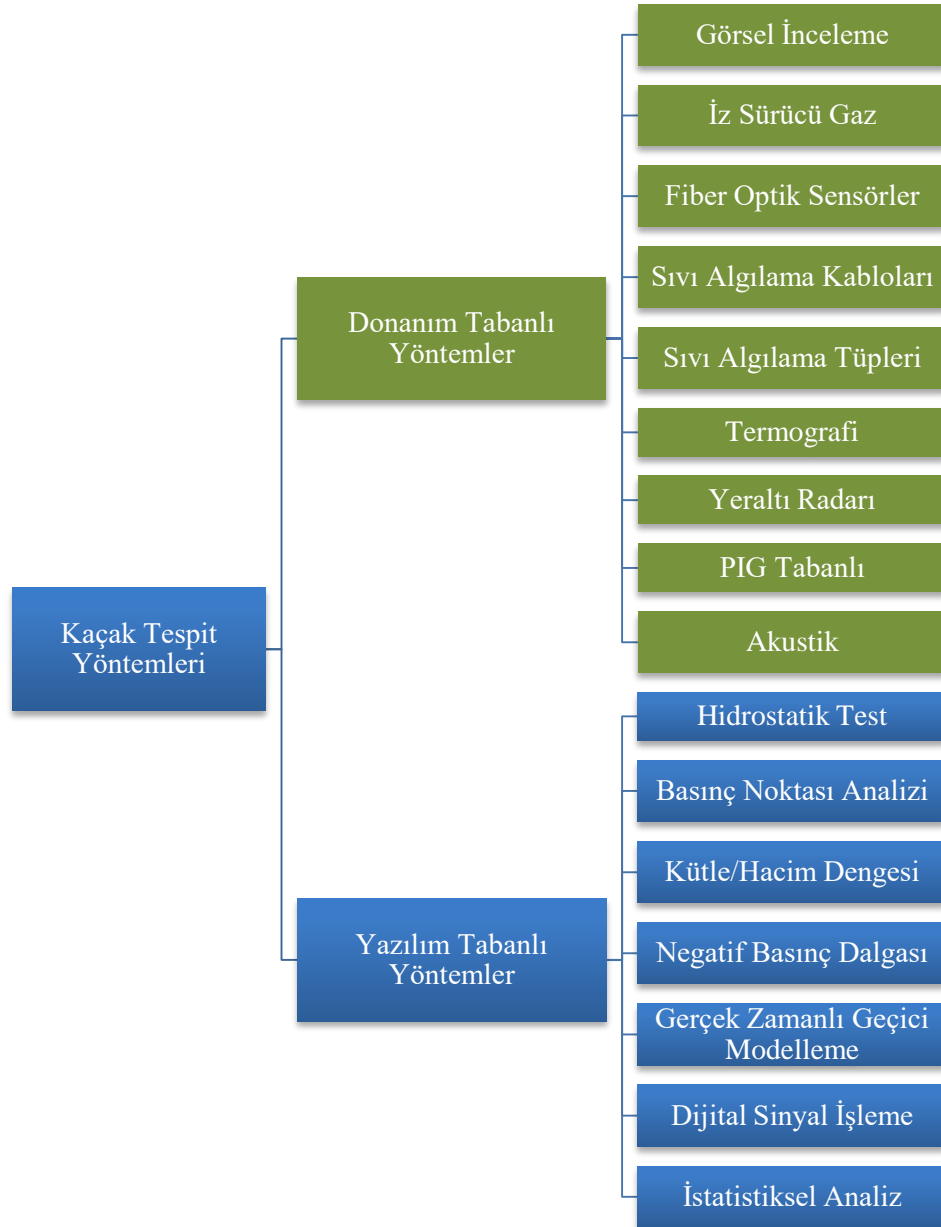 Görsel İnceleme
İz Sürücü Gaz
Fiber Optik Sensörler
Sıvı Algılama Kabloları
Donanım Tabanlı
Yöntemler
Sıvı Algılama Tüpleri
Termografi
Yeraltı Radarı
PIG Tabanlı
Kaçak Tespit
Yöntemleri
Akustik
Hidrostatik Test
Basınç Noktası Analizi
Kütle/Hacim Dengesi
Yazılım Tabanlı
Yöntemler
Negatif Basınç Dalgası
Gerçek Zamanlı Geçici
Modelleme
Dijital Sinyal İşleme
İstatistiksel Analiz